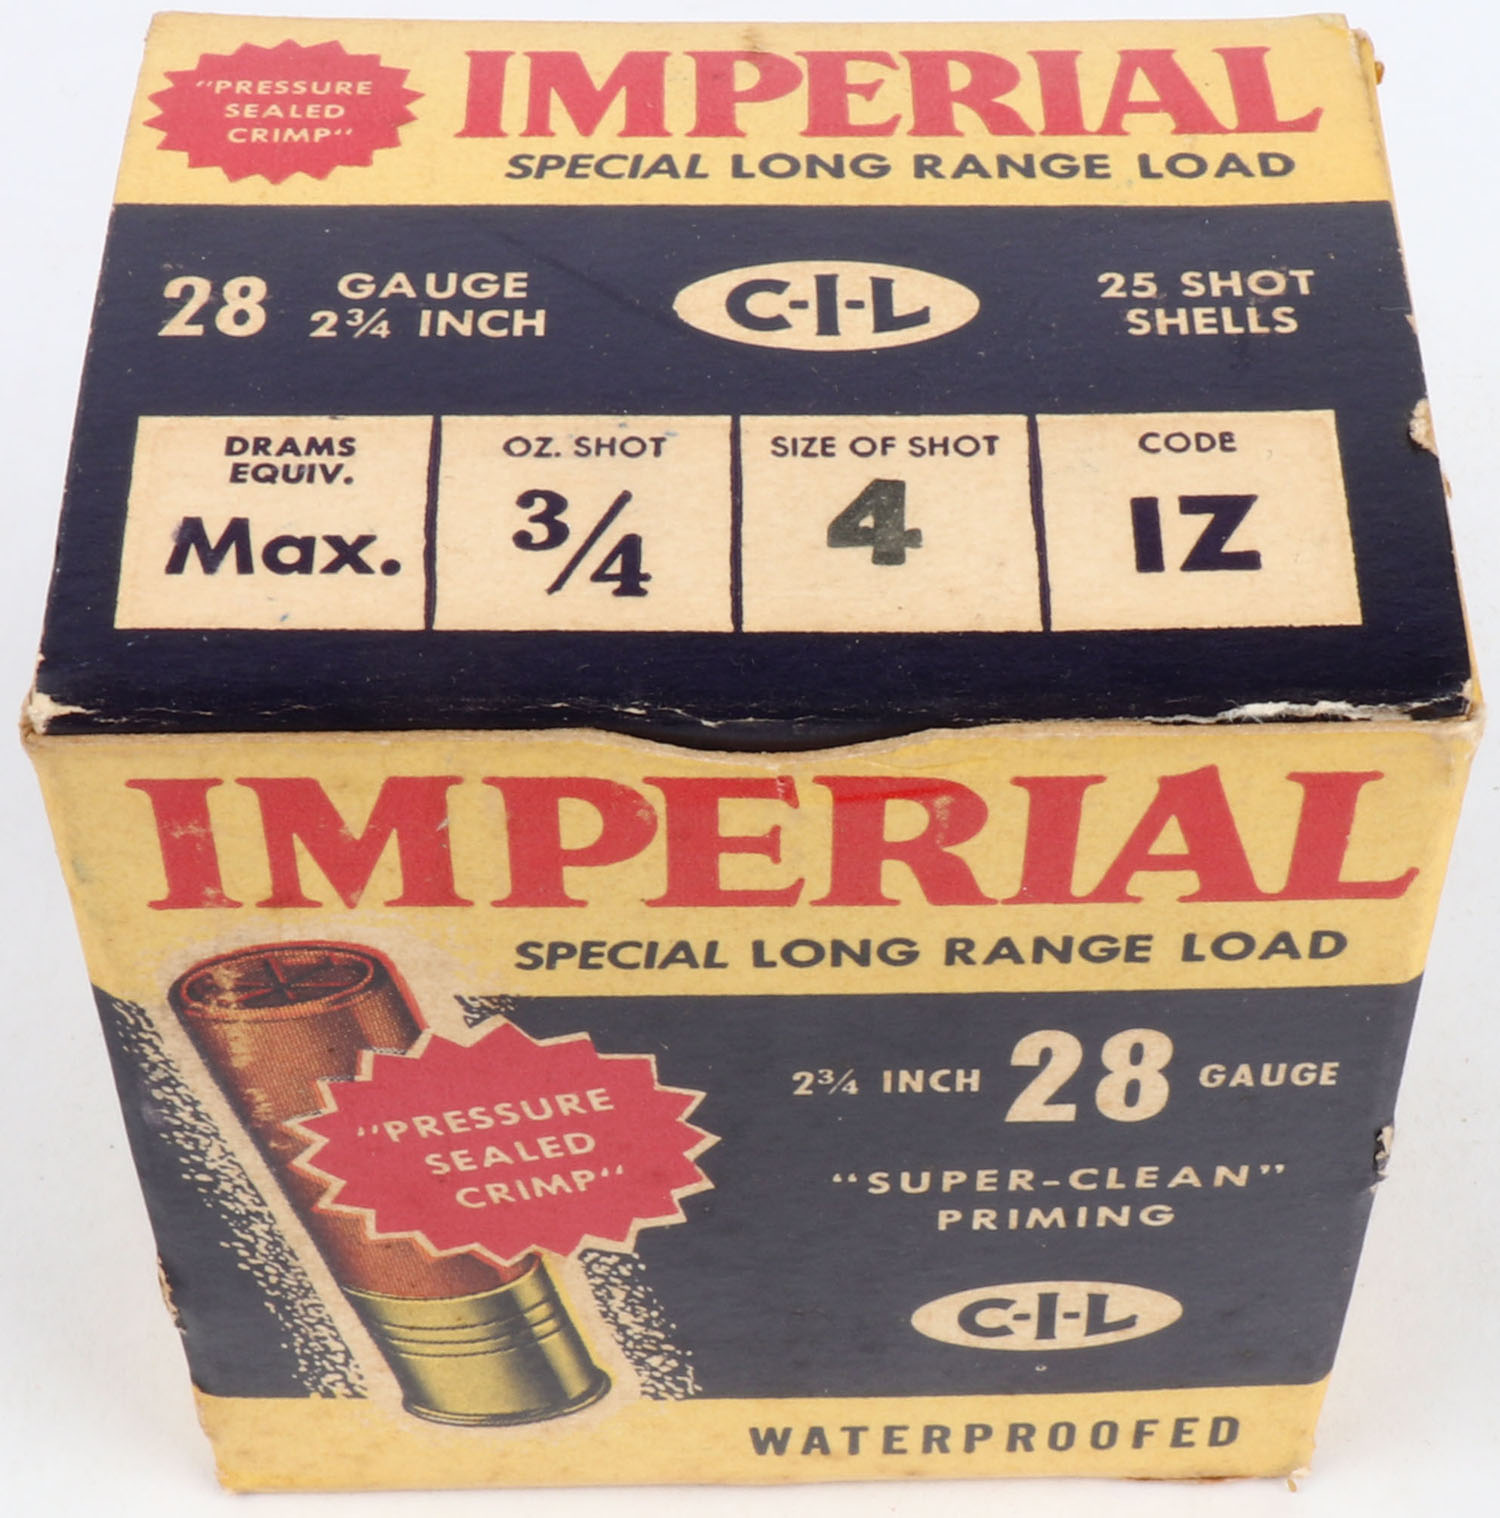 "PRESSURE
SEALED
CRIMP"
IMPERIAL
SPECIAL LONG RANGE LOAD
28 GAUGE
2¾ INCH
C-I-L
25 SHOT
SHELLS
DRAMS
EQUIV.
Max.
OZ. SHOT
3/4
SIZE OF SHOT
4
CODE
IZ
IMPERIAL
SPECIAL LONG RANGE LOAD
"PRESSURE
SEALED
CRIMP"
2¾ INCH 28 GAUGE
"SUPER-CLEAN"
PRIMING
C-I-L
WATERPROOFED